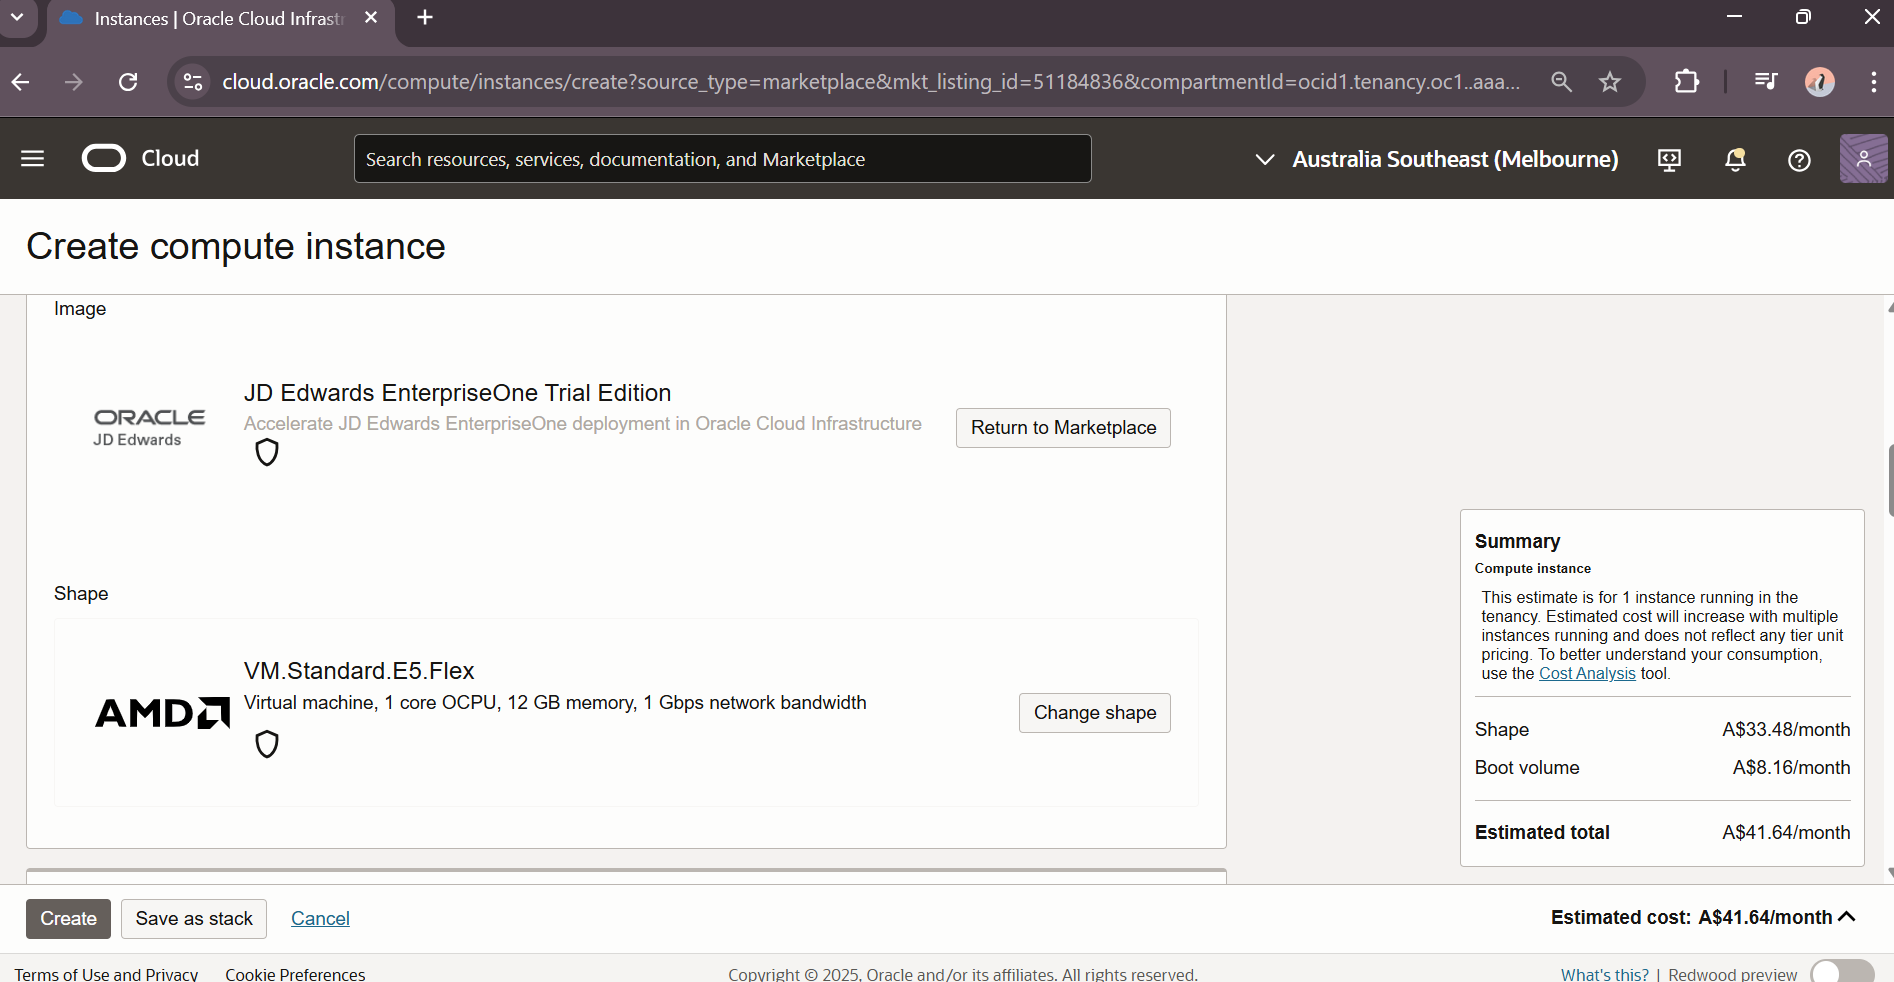 Instances | Oracle Cloud Infrastr
cloud.oracle.com/compute/instances/create?source_type=marketplace&mkt_listing_id=51184836&compartmentId=ocid1.tenancy.oc1..aaa...
Cloud
Search resources, services, documentation, and Marketplace
Australia Southeast (Melbourne)
Create compute instance
Image
ORACLE
JD Edwards
JD Edwards EnterpriseOne Trial Edition
Accelerate JD Edwards EnterpriseOne deployment in Oracle Cloud Infrastructure
Return to Marketplace
Shape
AMD
VM.Standard.E5.Flex
Virtual machine, 1 core OCPU, 12 GB memory, 1 Gbps network bandwidth
Change shape
Summary
Compute instance
This estimate is for 1 instance running in the
tenancy. Estimated cost will increase with multiple
instances running and does not reflect any tier unit
pricing. To better understand your consumption,
use the Cost Analysis tool.
Shape A$33.48/month
Boot volume A$8.16/month
Estimated total A$41.64/month
Create Save as stack Cancel
Estimated cost: A$41.64/month
Terms of Use and Privacy Cookie Preferences
Copyright © 2025, Oracle and/or its affiliates. All rights reserved.
What's this? | Redwood preview